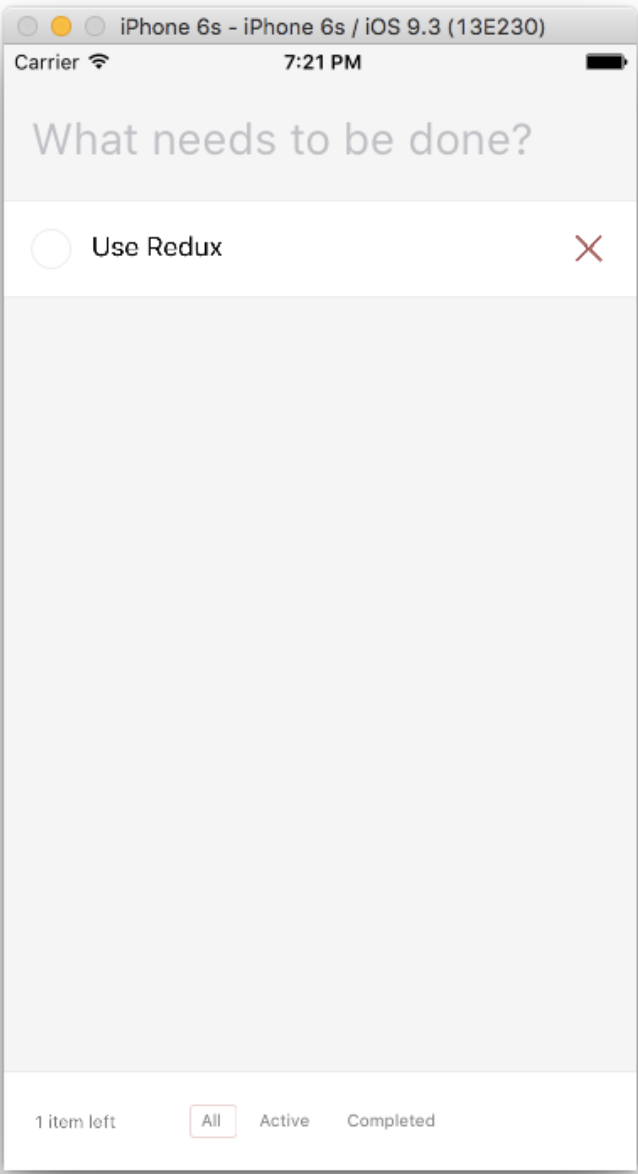 iPhone 6s - iPhone 6s / iOS 9.3 (13E230)
Carrier 7:21 PM
What needs to be done?
Use Redux
1 item left All Active Completed